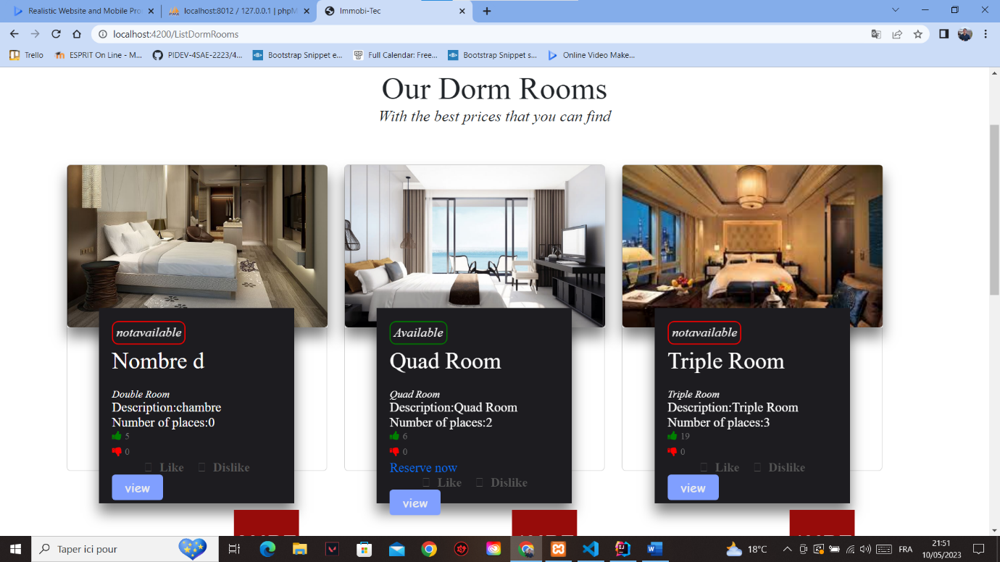 Realistic Website and Mobile Pro
localhost:8012 / 127.0.0.1 | phpM
Immobi-Tec
localhost:4200/ListDormRooms
Trello
ESPRIT On Line - M...
PIDEV-4SAE-2223/4...
Bootstrap Snippet e...
Full Calendar: Free...
Bootstrap Snippet s...
Online Video Make...
Our Dorm Rooms
With the best prices that you can find
notavailable
Nombre d
Double Room
Description:chambre
Number of places:0
5
0
Like Dislike
view
Available
Quad Room
Quad Room
Description:Quad Room
Number of places:2
6
0
Reserve now
Like Dislike
view
notavailable
Triple Room
Triple Room
Description:Triple Room
Number of places:3
19
0
Like Dislike
view
Taper ici pour
18°C
FRA
21:51
10/05/2023